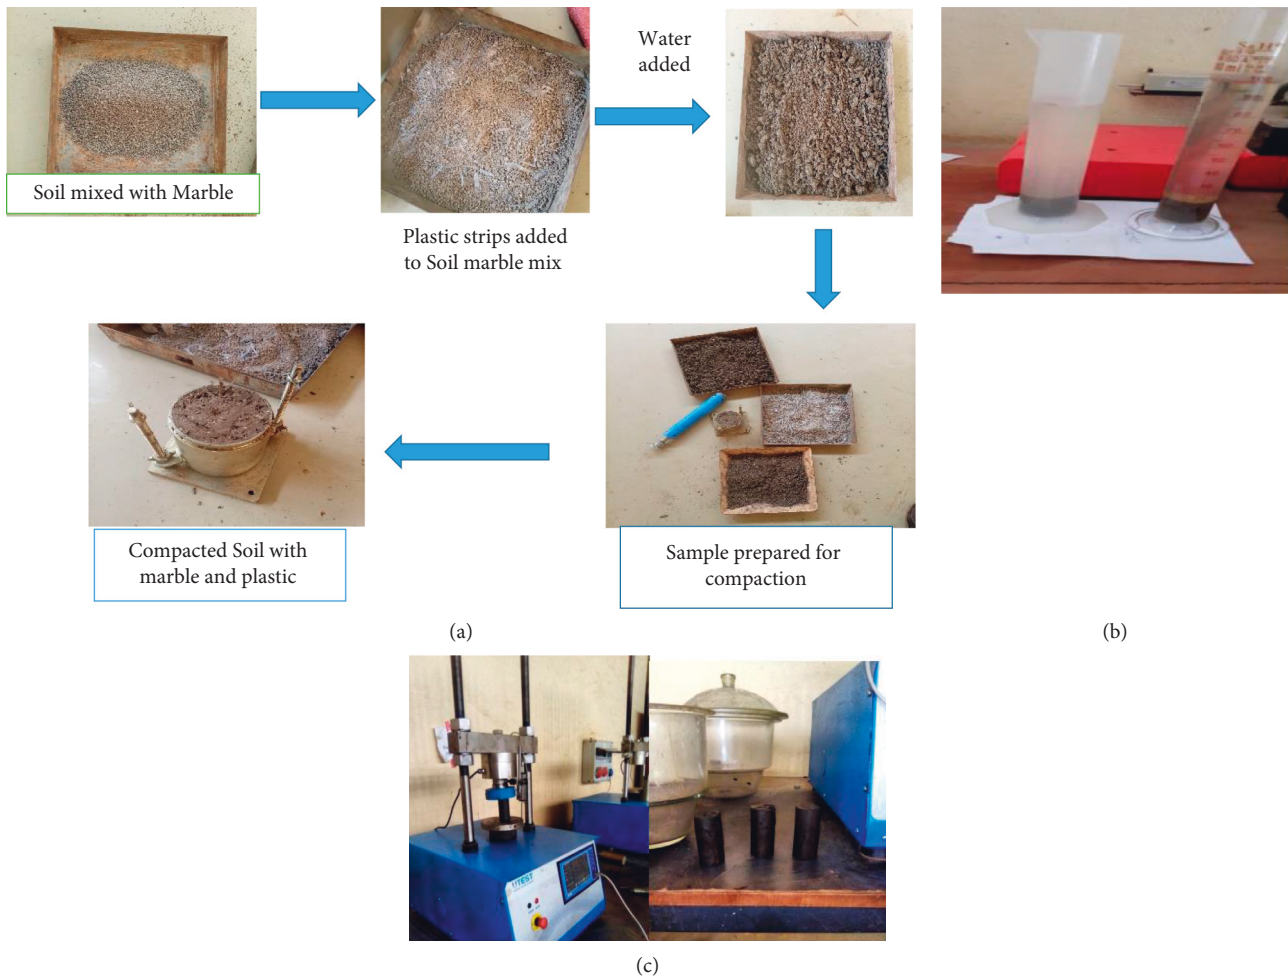 Soil mixed with Marble
Plastic strips added
to Soil marble mix
Water
added
Sample prepared for
compaction
Compacted Soil with
marble and plastic
(a)
(b)
UTEST
(c)